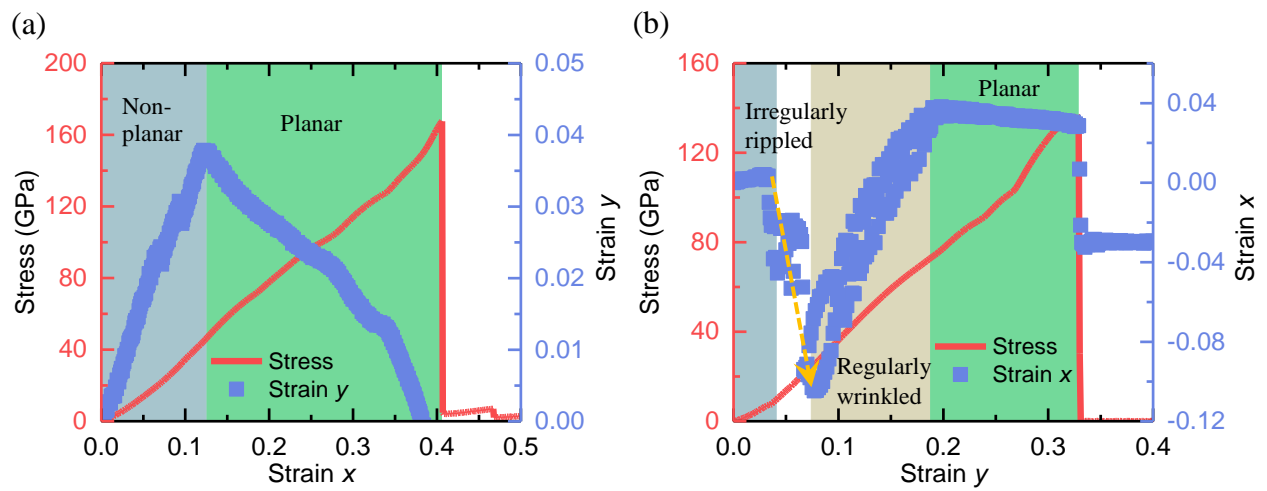 (a)
200
160
120
80
40
0
Stress (GPa)
0.05
0.04
0.03
0.02
0.01
0.00
Strain y
Non-
planar
Planar
Stress
Strain y
0.0
0.1
0.2
0.3
0.4
0.5
Strain x
(b)
160
120
80
40
0
Stress (GPa)
0.04
0.00
-0.04
-0.08
-0.12
Strain x
Irregularly
rippled
Planar
Regularly
wrinkled
Stress
Strain x
0.0
0.1
0.2
0.3
0.4
Strain y